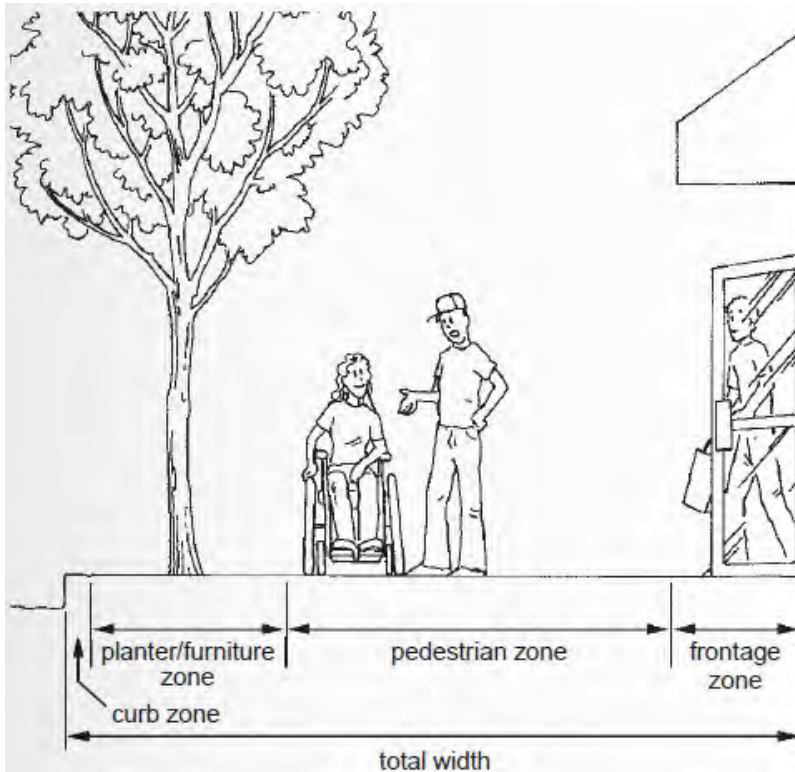 planter/furniture
zone
pedestrian zone
frontage
zone
curb zone
total width